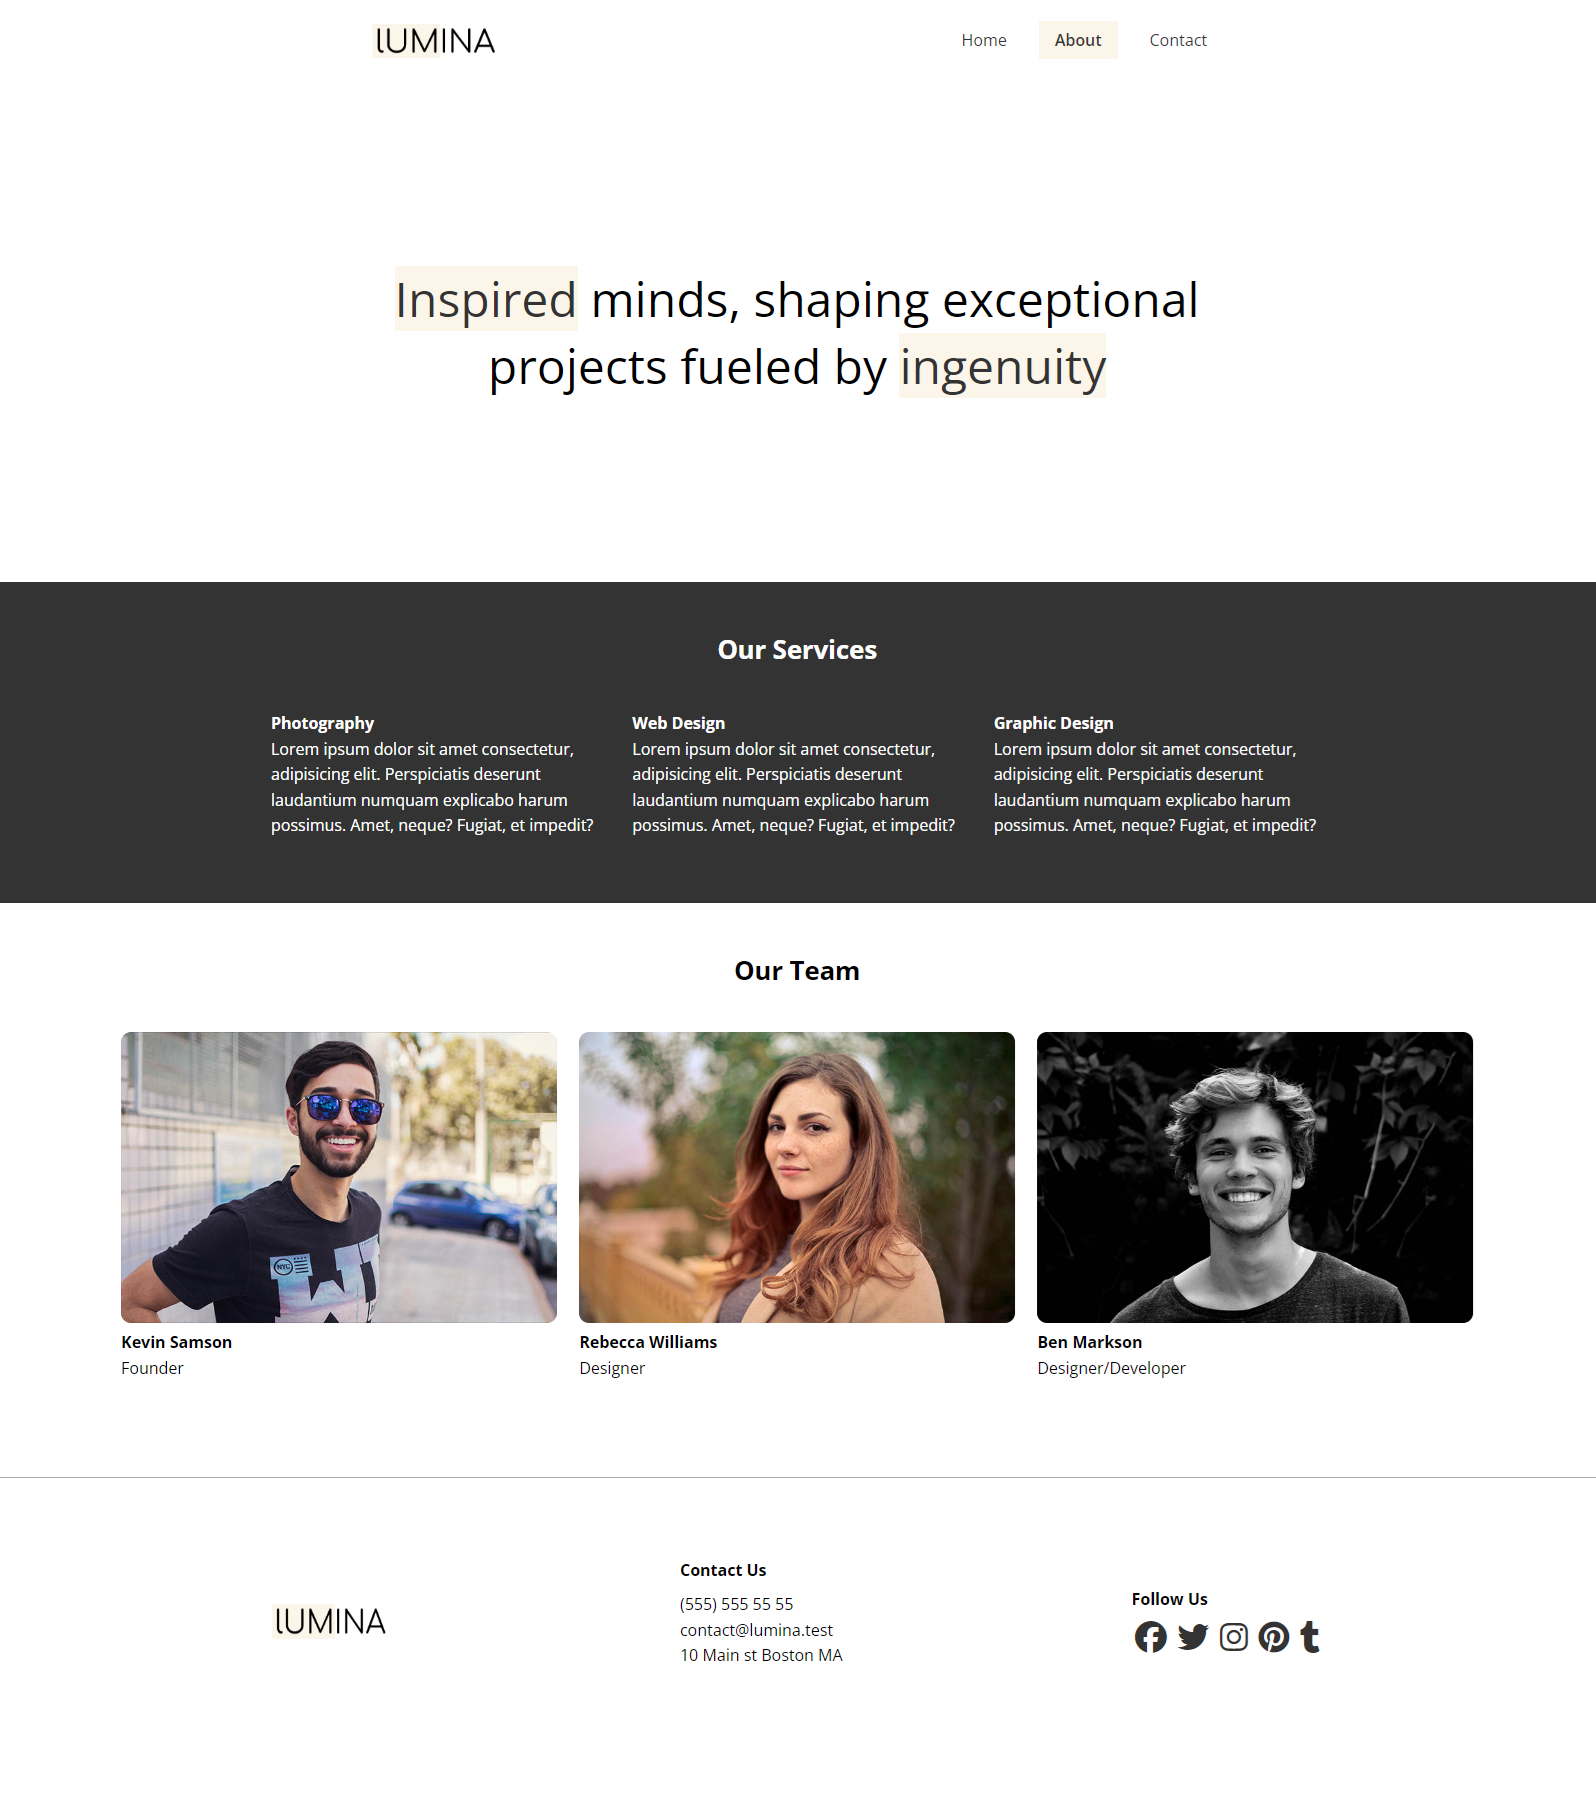 lUMINA
Home About Contact
Inspired minds, shaping exceptional
projects fueled by ingenuity
Our Services
Photography
Lorem ipsum dolor sit amet consectetur,
adipisicing elit. Perspiciatis deserunt
laudantium numquam explicabo harum
possimus. Amet, neque? Fugiat, et impedit?
Web Design
Lorem ipsum dolor sit amet consectetur,
adipisicing elit. Perspiciatis deserunt
laudantium numquam explicabo harum
possimus. Amet, neque? Fugiat, et impedit?
Graphic Design
Lorem ipsum dolor sit amet consectetur,
adipisicing elit. Perspiciatis deserunt
laudantium numquam explicabo harum
possimus. Amet, neque? Fugiat, et impedit?
Our Team
NYC
Kevin Samson
Founder
Rebecca Williams
Designer
Ben Markson
Designer/Developer
lUMINA
Contact Us
(555) 555 55 55
contact@lumina.test
10 Main st Boston MA
Follow Us